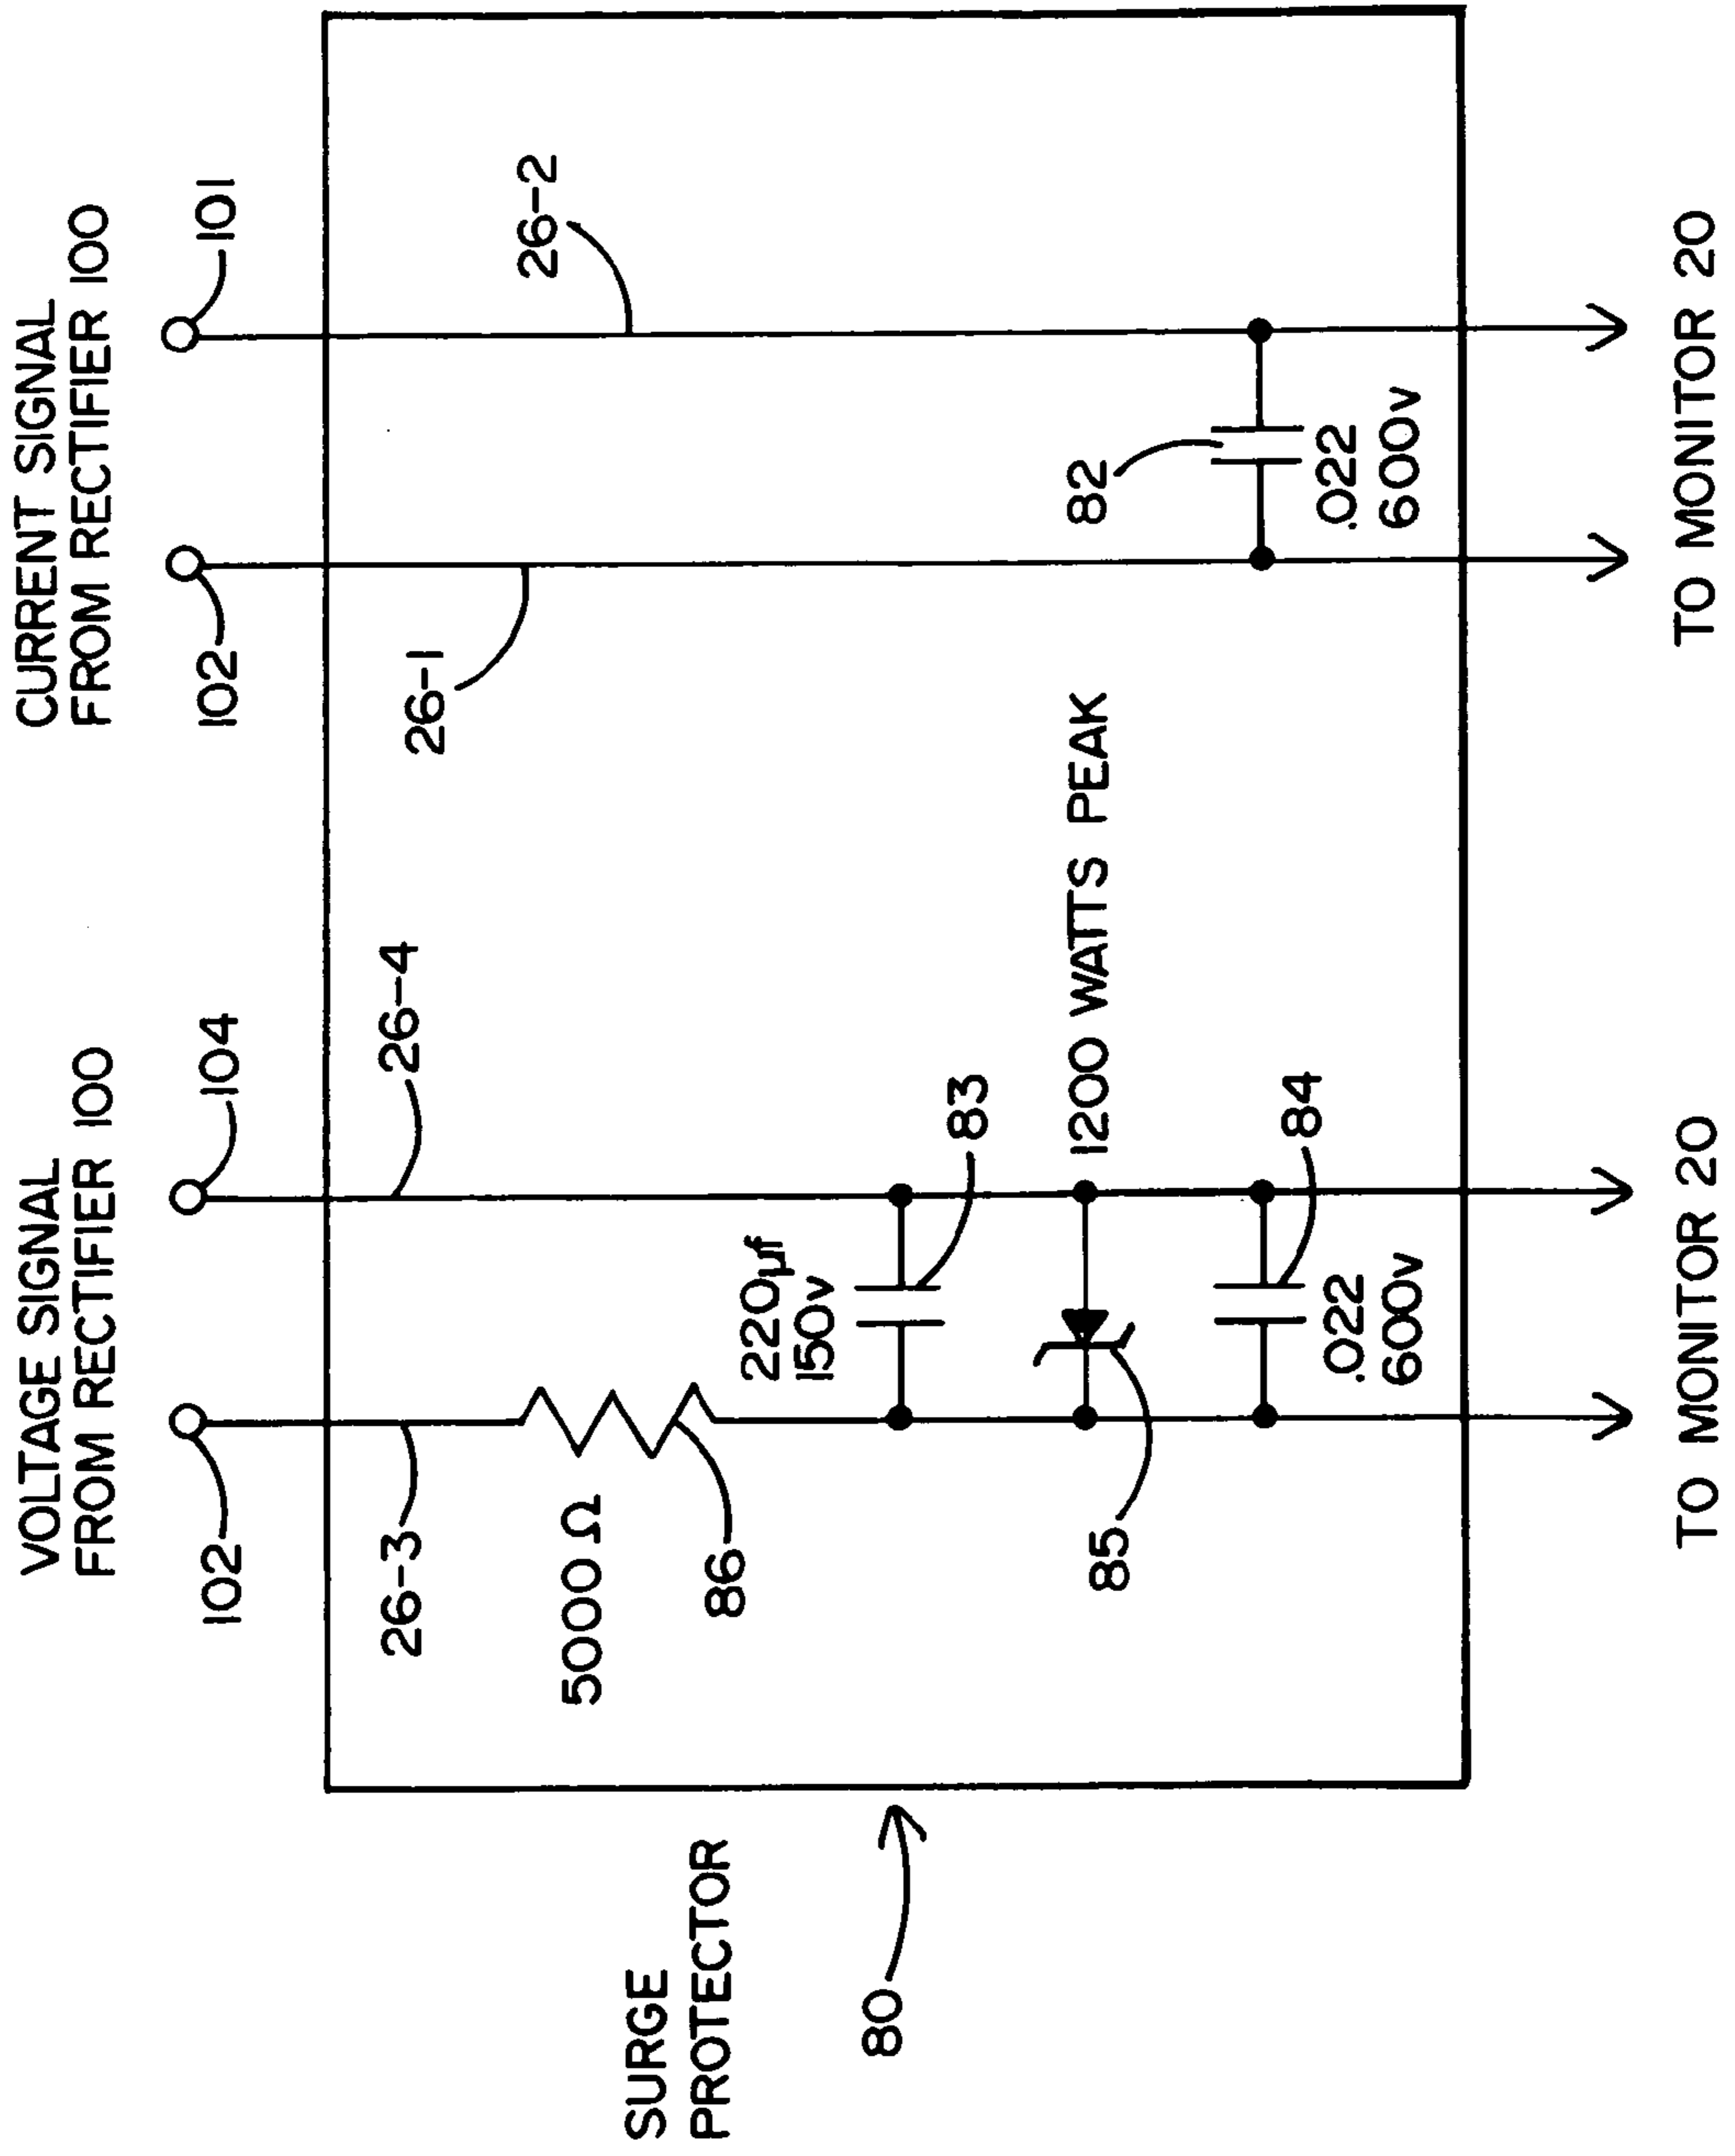 VOLTAGE SIGNAL
FROM RECTIFIER 100
CURRENT SIGNAL
FROM RECTIFIER 100
102
104
102
101
26-3
26-4
26-1
26-2
5000 Ω
86
SURGE
PROTECTOR
80
220µf
150v
83
85
1200 WATTS PEAK
82
84
.022
600v
.022
600v
TO MONITOR 20
TO MONITOR 20